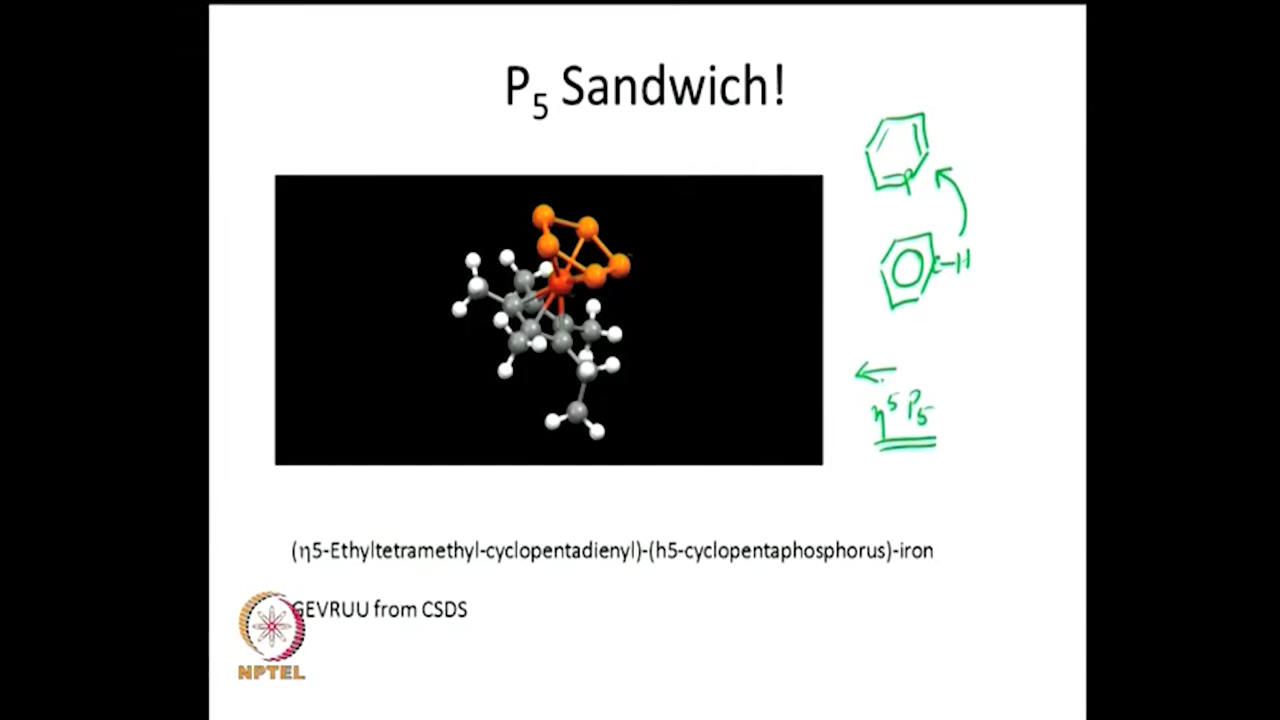 P₅ Sandwich!
P
C-H
η⁵ P₅
(η5-Ethyltetramethyl-cyclopentadienyl)-(h5-cyclopentaphosphorus)-iron
GEVRUU from CSDS
NPTEL